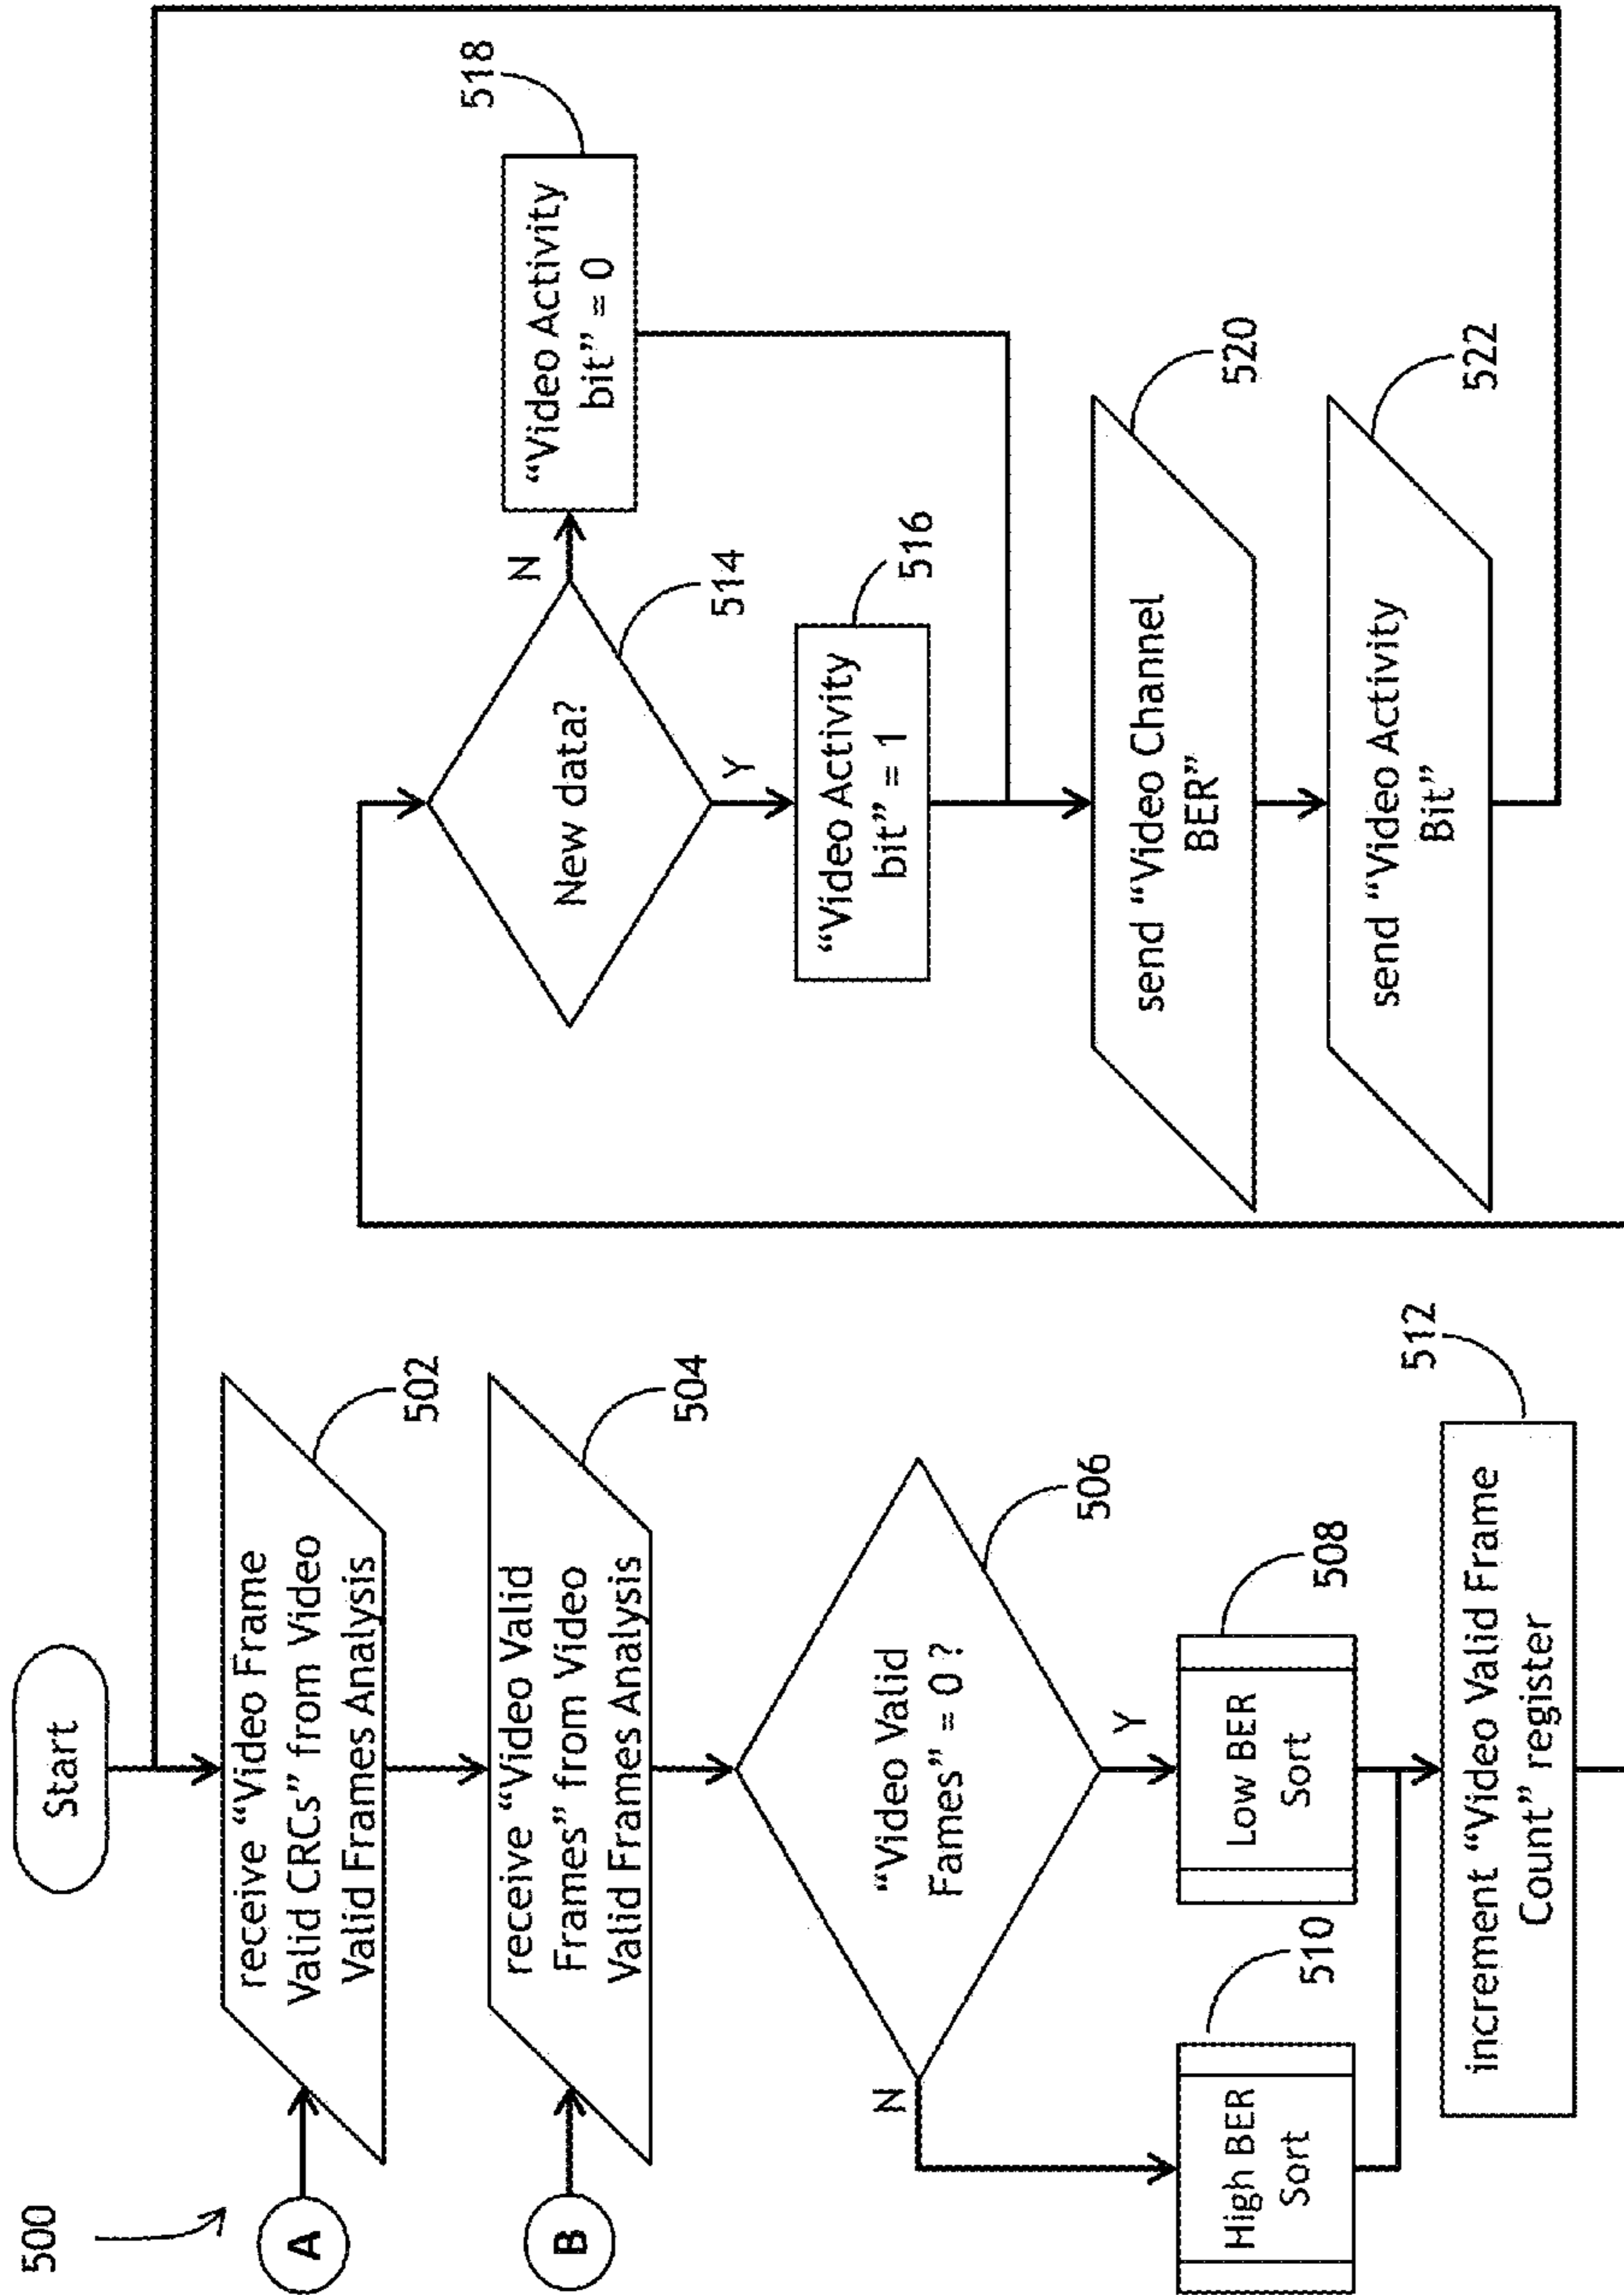 500
Start
A
receive “Video Frame
Valid CRCs” from Video
Valid Frames Analysis
502
B
receive “Video Valid
Frames” from Video
Valid Frames Analysis
504
“Video Valid
Fames” = 0 ?
506
N
Y
High BER
Sort
510
Low BER
Sort
508
increment “Video Valid Frame
Count” register
512
New data?
514
N
Y
“Video Activity
bit” = 0
518
“Video Activity
bit” = 1
516
send “Video Channel
BER”
520
send “Video Activity
Bit”
522